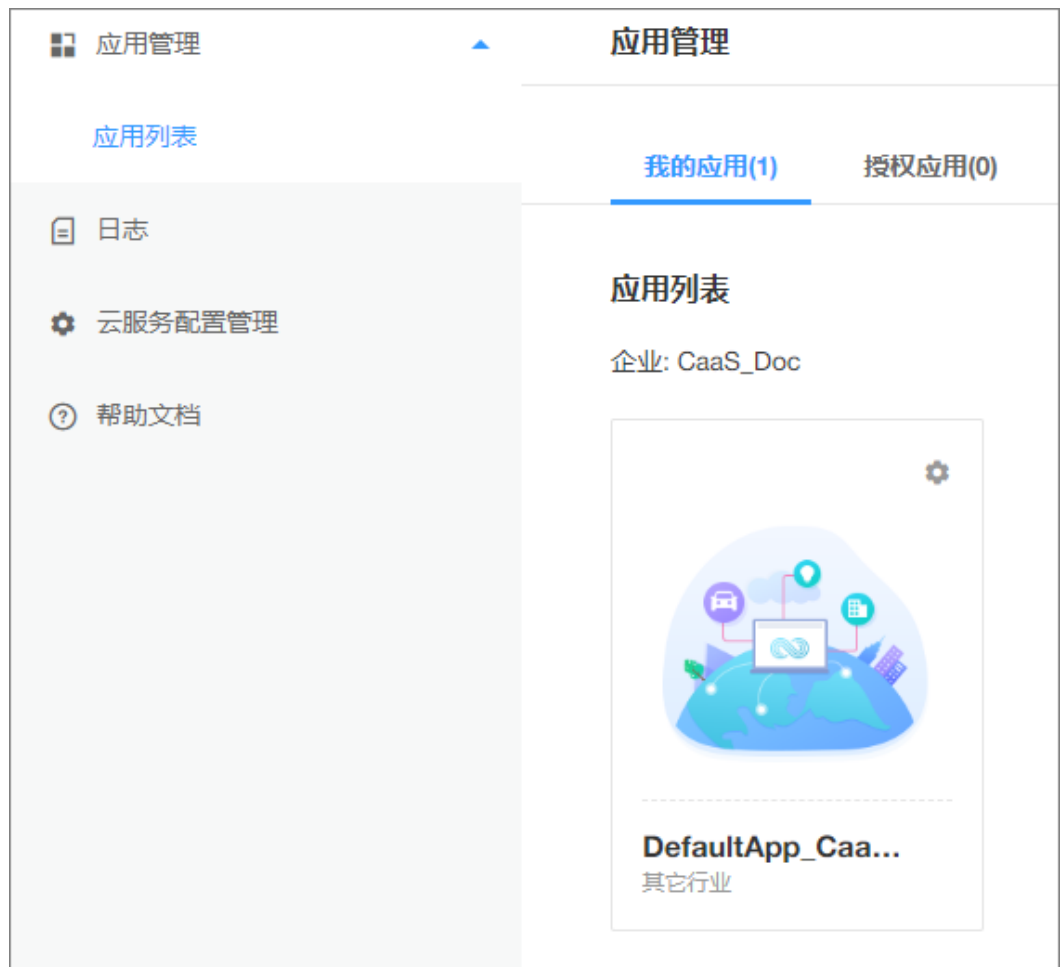 应用管理
应用列表
日志
云服务配置管理
帮助文档
应用管理
我的应用(1) 授权应用(0)
应用列表
企业: CaaS_Doc
DefaultApp_Caa...
其它行业